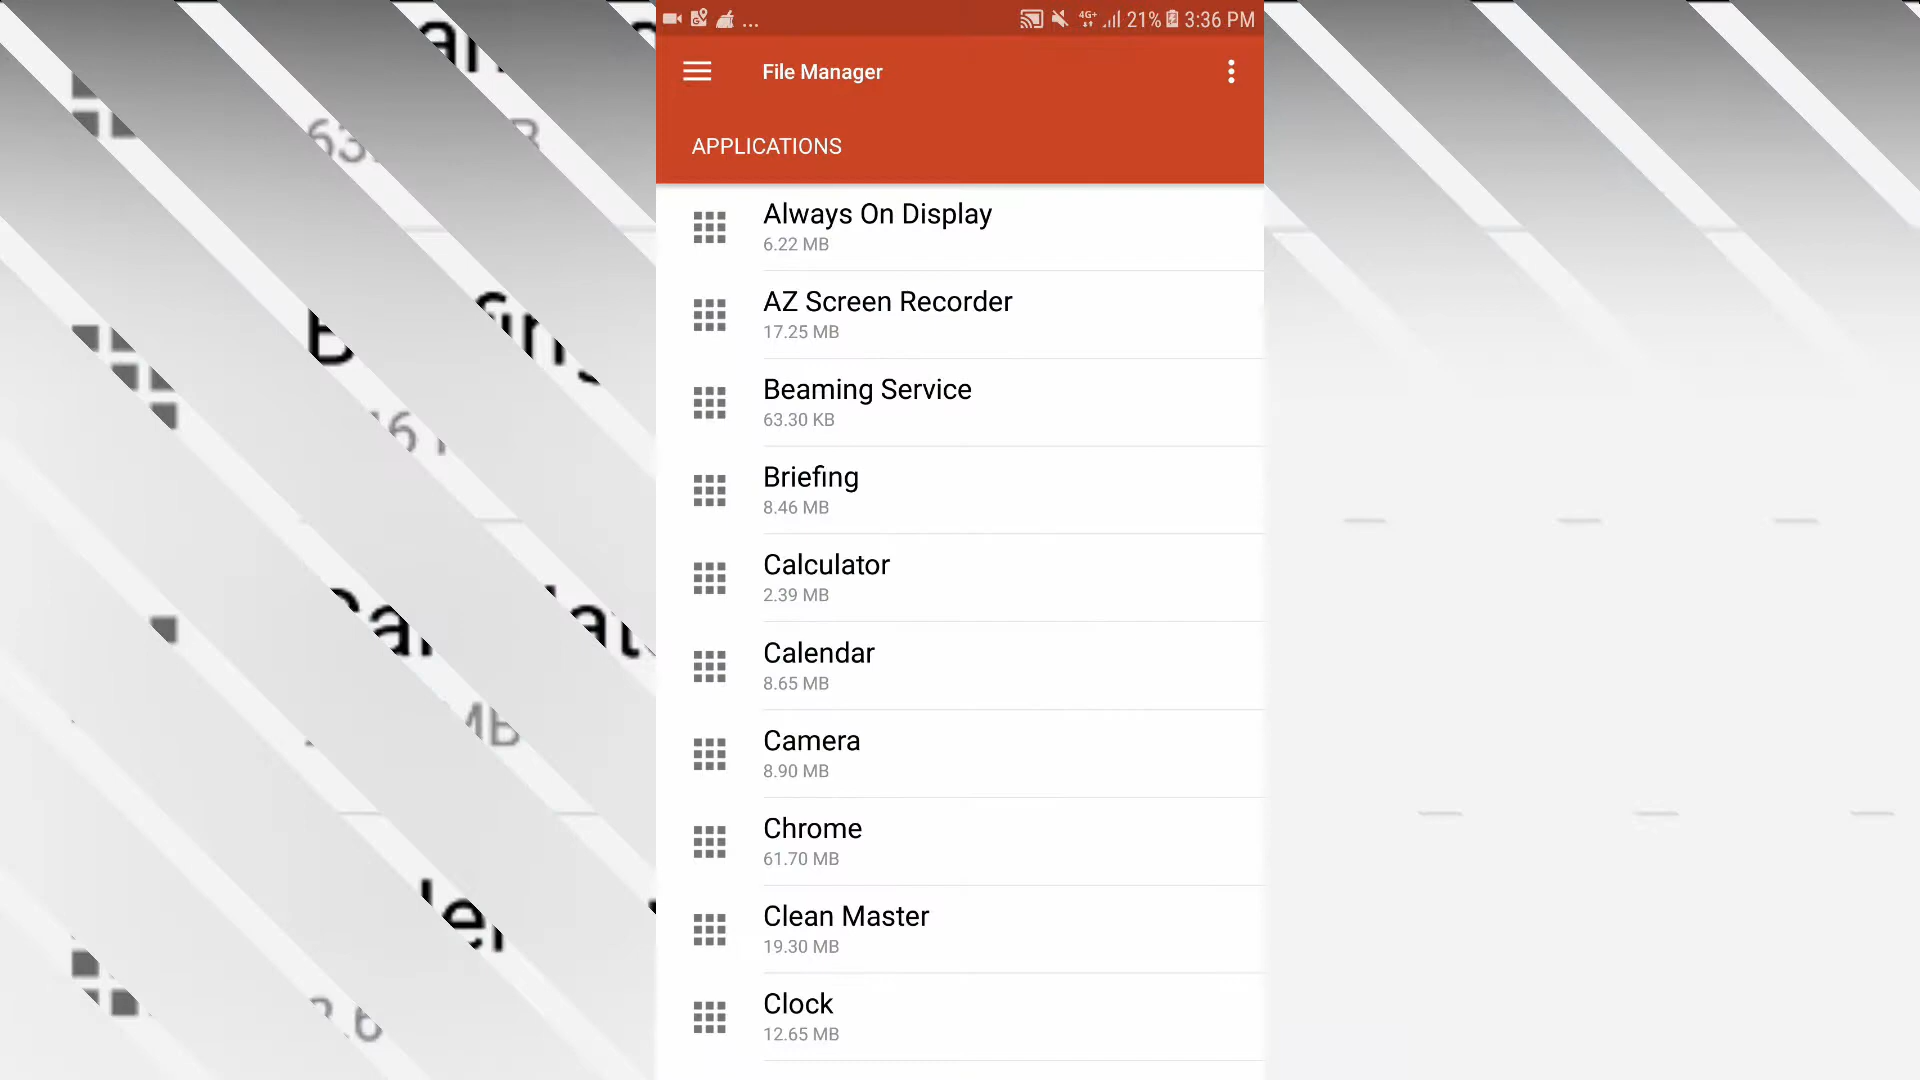 ... 4G+ 21% 3:36 PM
File Manager
APPLICATIONS
Always On Display
6.22 MB
AZ Screen Recorder
17.25 MB
Beaming Service
63.30 KB
Briefing
8.46 MB
Calculator
2.39 MB
Calendar
8.65 MB
Camera
8.90 MB
Chrome
61.70 MB
Clean Master
19.30 MB
Clock
12.65 MB